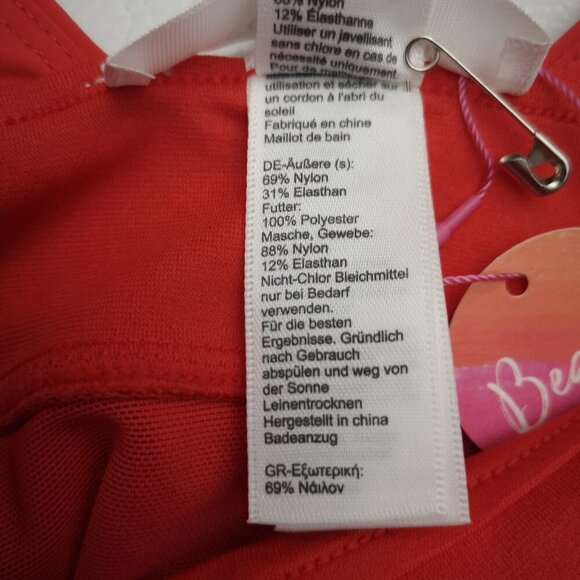 88% Nylon
12% Élasthanne
Utiliser un javellisant
sans chlore en cas de
nécessité uniquement.
utilisation et sécher sur
un cordon à l'abri du
soleil
Fabriqué en chine
Maillot de bain
DE-Äußere (s):
69% Nylon
31% Elasthan
Futter:
100% Polyester
Masche, Gewebe:
88% Nylon
12% Elasthan
Nicht-Chlor Bleichmittel
nur bei Bedarf
verwenden.
Für die besten
Ergebnisse. Gründlich
nach Gebrauch
abspülen und weg von
der Sonne
Leinentrocknen
Hergestellt in china
Badeanzug
GR-Εξωτερική:
69% Νάιλον